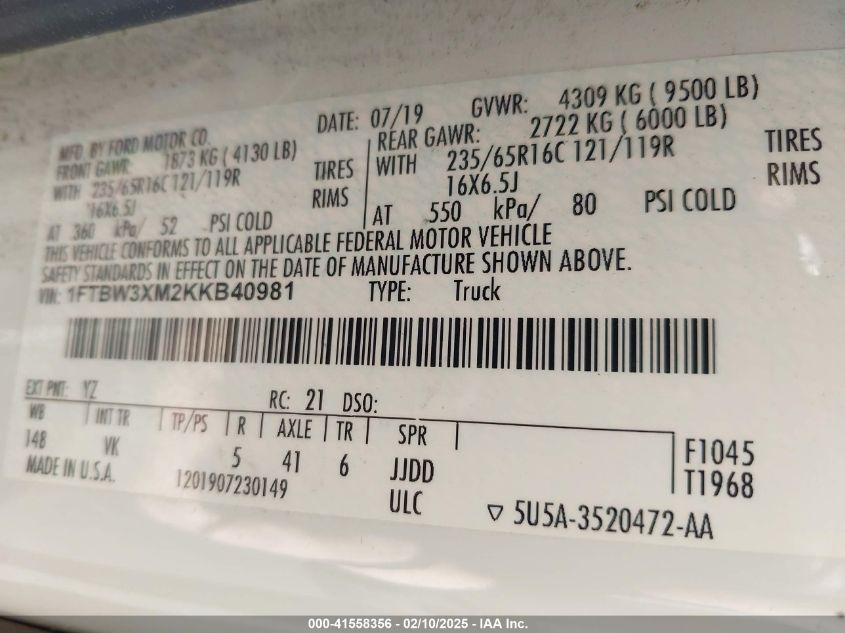 MFD. BY FORD MOTOR CO. DATE: 07/19 GVWR: 4309 KG ( 9500 LB)
FRONT GAWR: 1873 KG ( 4130 LB) REAR GAWR: 2722 KG ( 6000 LB)
WITH 235/65R16C 121/119R TIRES WITH 235/65R16C 121/119R TIRES
16X6.5J RIMS 16X6.5J RIMS
AT 360 kPa/ 52 PSI COLD AT 550 kPa/ 80 PSI COLD
THIS VEHICLE CONFORMS TO ALL APPLICABLE FEDERAL MOTOR VEHICLE
SAFETY STANDARDS IN EFFECT ON THE DATE OF MANUFACTURE SHOWN ABOVE.
VIN: 1FTBW3XM2KKB40981 TYPE: Truck
EXT PNT: YZ RC: 21 DSO:
WB INT TR TP/PS R AXLE TR SPR
148 VK 5 41 6 JJDD F1045
MADE IN U.S.A. 1201907230149 ULC T1968
5U5A-3520472-AA
000-41558356 - 02/10/2025 - IAA Inc.